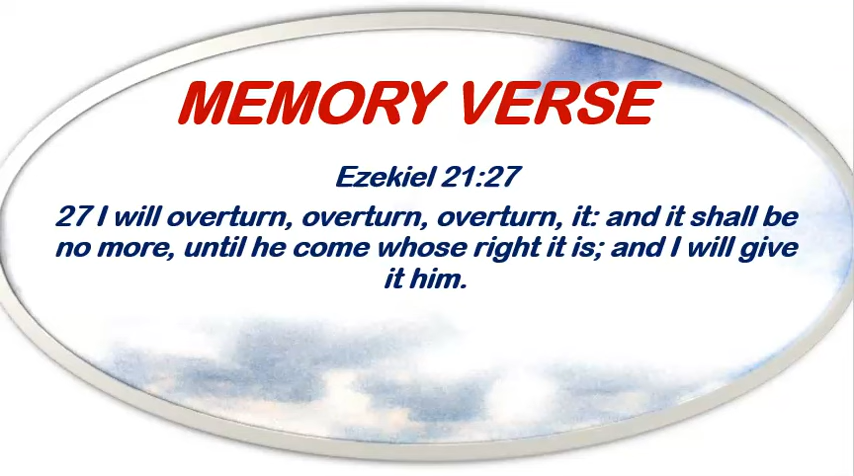 MEMORY VERSE
Ezekiel 21:27
27 I will overturn, overturn, overturn, it: and it shall be
no more, until he come whose right it is; and I will give
it him.